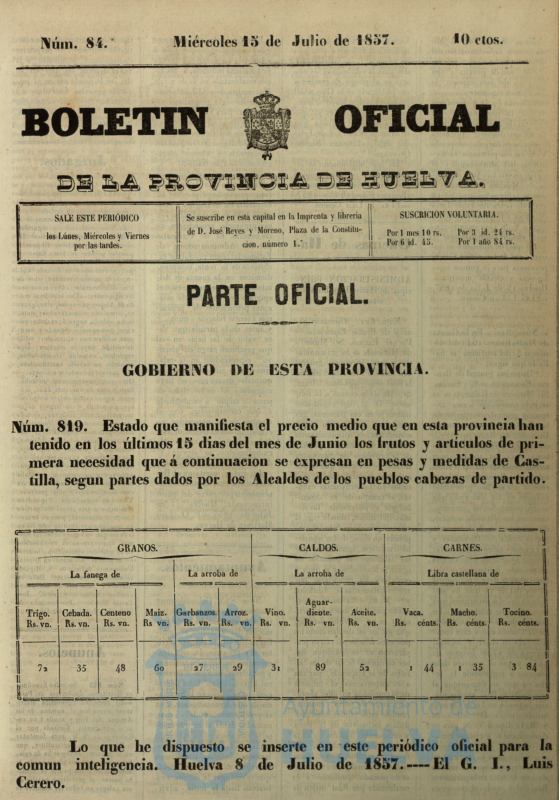 Núm. 84. Miércoles 15 de Julio de 1857. 10 ctos.
BOLETIN OFICIAL
DE LA PROVINCIA DE HUELVA.
SALE ESTE PERIÓDICO
los Lúnes, Miércoles y Viernes
por las tardes.
Se suscribe en esta capital en la Imprenta y libreria
de D. José Reyes y Moreno, Plaza de la Constitu-
cion, número 1.º
SUSCRICION VOLUNTARIA.
Por 1 mes 10 rs. Por 3 id. 24 rs.
Por 6 id. 45. Por 1 año 84 rs.
PARTE OFICIAL.
GOBIERNO DE ESTA PROVINCIA.
Núm. 819. Estado que manifiesta el precio medio que en esta provincia han
tenido en los últimos 15 dias del mes de Junio los frutos y artículos de pri-
mera necesidad que á continuacion se expresan en pesas y medidas de Cas-
tilla, segun partes dados por los Alcaldes de los pueblos cabezas de partido.
GRANOS. CALDOS. CARNES.
La fanega de La arroba de La arroba de Libra castellana de
Trigo. Cebada. Centeno Maiz. Garbanzos. Arroz. Vino. Aguar-diente. Aceite. Vaca. Macho. Tocino.
Rs. vn. Rs. vn. Rs. vn. Rs vn. Rs. vn. Rs. vn. Rs. vn. Rs. vn. Rs. vn. Rs. cénts. Rs. cénts. Rs. cénts.
72 35 48 60 27 29 31 89 52 1 44 1 35 3 84
Ayuntamiento de
HUELVA
Lo que he dispuesto se inserte en este periódico oficial para la
comun inteligencia. Huelva 8 de Julio de 1857.----El G. I., Luis
Cerero.